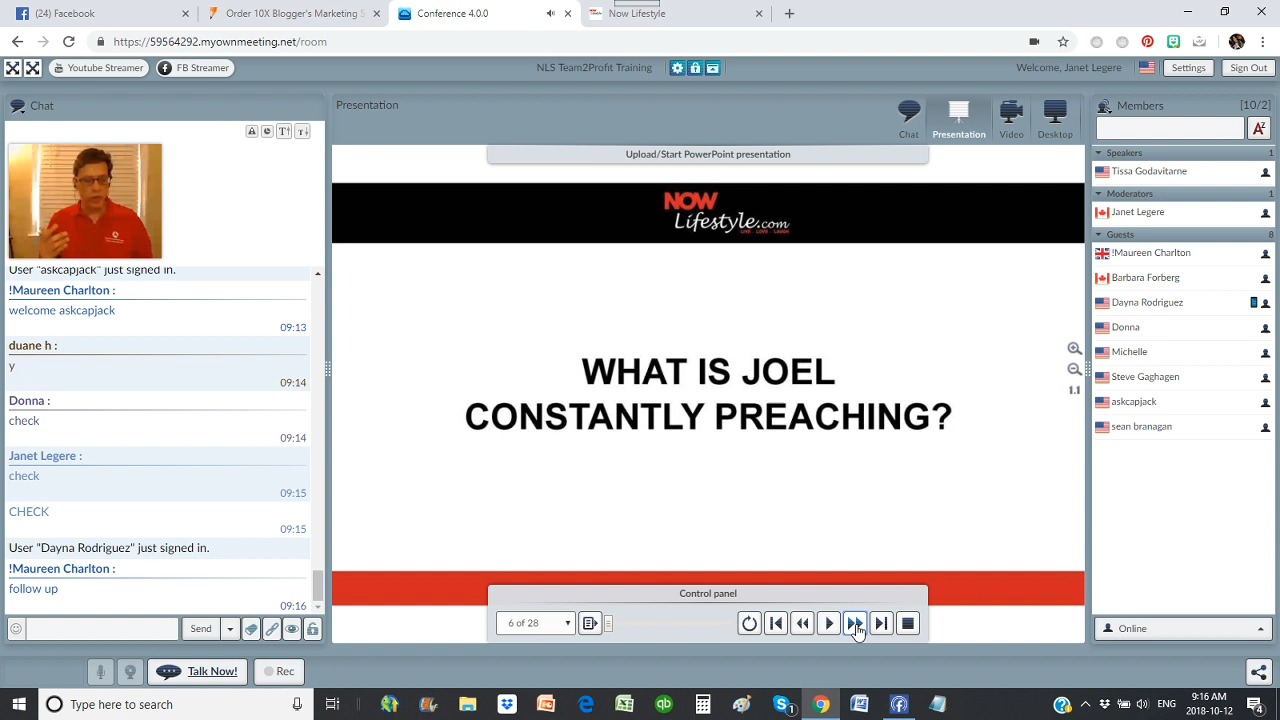 (24) Facebook
Order 10X Blogger's Marketing S
Conference 4.0.0
Now Lifestyle
https://59564292.myownmeeting.net/room
Youtube Streamer
FB Streamer
NLS Team2Profit Training
Welcome, Janet Legere
Settings
Sign Out
Chat
Presentation
Chat
Presentation
Video
Desktop
Members
[10/2]
Upload/Start PowerPoint presentation
Speakers 1
Tissa Godavitarne
Moderators 1
Janet Legere
Guests 8
!Maureen Charlton
Barbara Forberg
Dayna Rodriguez
Donna
Michelle
Steve Gaghagen
askcapjack
sean branagan
NOW
Lifestyle.com
LIVE. LOVE. LAUGH
User "askcapjack" just signed in.
!Maureen Charlton :
welcome askcapjack
09:13
duane h :
y
09:14
Donna :
check
09:14
Janet Legere :
check
09:15
CHECK
09:15
User "Dayna Rodriguez" just signed in.
!Maureen Charlton :
follow up
09:16
WHAT IS JOEL
CONSTANTLY PREACHING?
1.1
Control panel
6 of 28
Send
Online
Talk Now!
Rec
Type here to search
9:16 AM
2018-10-12